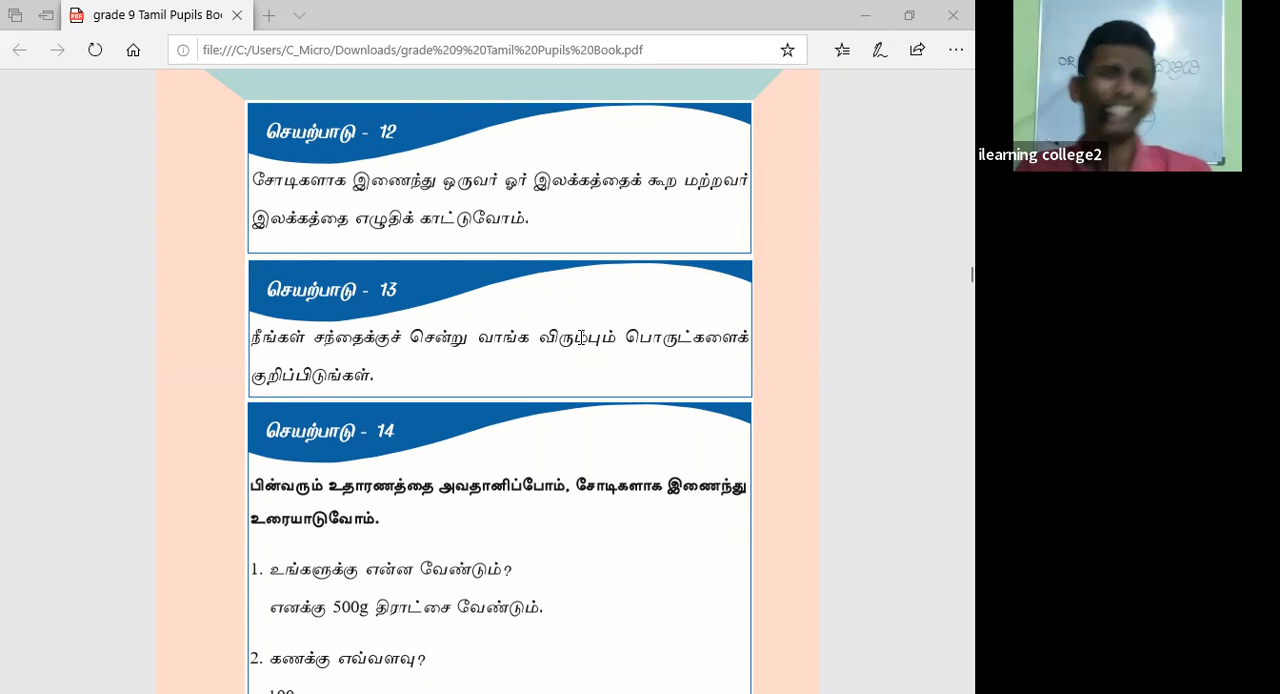 grade 9 Tamil Pupils Bo
file:///C:/Users/C_Micro/Downloads/grade%209%20Tamil%20Pupils%20Book.pdf
செயற்பாடு - 12
சோடிகளாக இணைந்து ஒருவர் ஓர் இலக்கத்தைக் கூற மற்றவர்
இலக்கத்தை எழுதிக் காட்டுவோம்.
செயற்பாடு - 13
நீங்கள் சந்தைக்குச் சென்று வாங்க விரும்பும் பொருட்களைக்
குறிப்பிடுங்கள்.
செயற்பாடு - 14
பின்வரும் உதாரணத்தை அவதானிப்போம், சோடிகளாக இணைந்து
உரையாடுவோம்.
1. உங்களுக்கு என்ன வேண்டும்?
எனக்கு 500g திராட்சை வேண்டும்.
2. கணக்கு எவ்வளவு?
ilearning college2